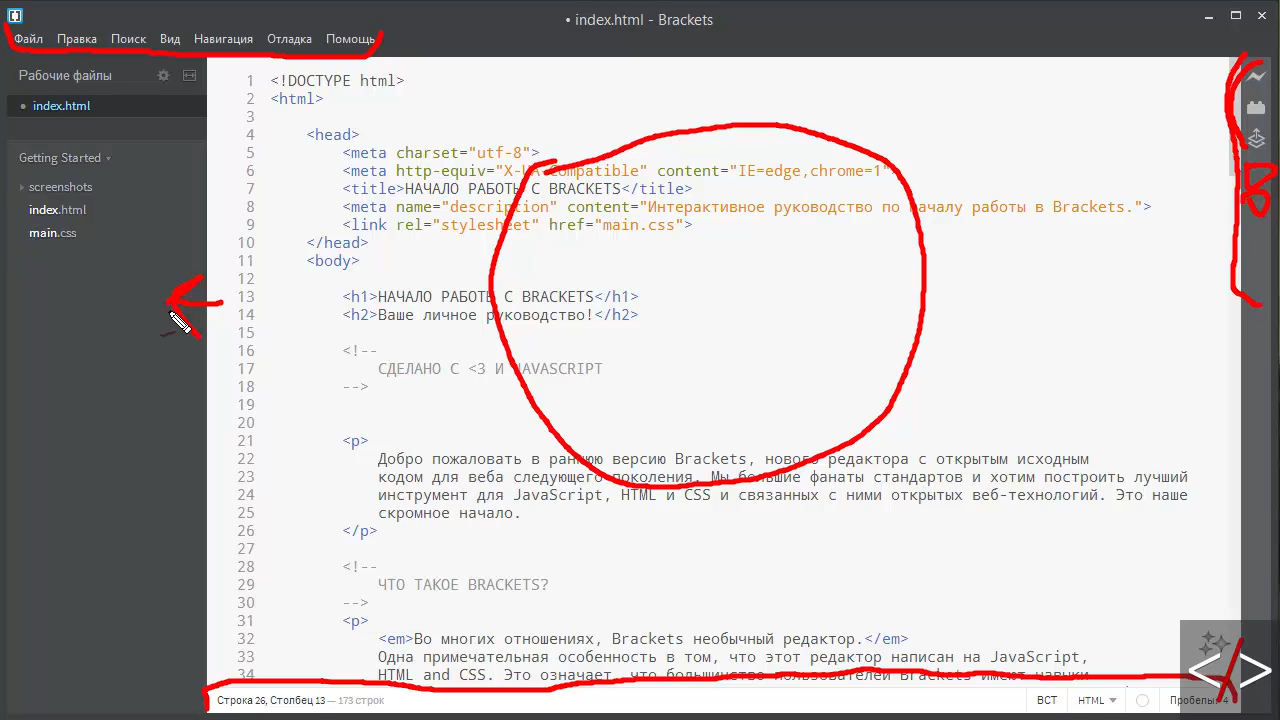 • index.html - Brackets
Файл Правка Поиск Вид Навигация Отладка Помощь
Рабочие файлы
• index.html
Getting Started
screenshots
index.html
main.css
1 <!DOCTYPE html>
2 <html>
3
4 <head>
5 <meta charset="utf-8">
6 <meta http-equiv="X-UA-Compatible" content="IE=edge,chrome=1">
7 <title>НАЧАЛО РАБОТЫ С BRACKETS</title>
8 <meta name="description" content="Интерактивное руководство по началу работы в Brackets.">
9 <link rel="stylesheet" href="main.css">
10 </head>
11 <body>
12
13 <h1>НАЧАЛО РАБОТЫ С BRACKETS</h1>
14 <h2>Ваше личное руководство!</h2>
15
16 <!--
17 СДЕЛАНО С <3 И JAVASCRIPT
18 -->
19
20
21 <p>
22 Добро пожаловать в раннюю версию Brackets, нового редактора с открытым исходным
23 кодом для веба следующего поколения. Мы большие фанаты стандартов и хотим построить лучший
24 инструмент для JavaScript, HTML и CSS и связанных с ними открытых веб-технологий. Это наше
25 скромное начало.
26 </p>
27
28 <!--
29 ЧТО ТАКОЕ BRACKETS?
30 -->
31 <p>
32 <em>Во многих отношениях, Brackets необычный редактор.</em>
33 Одна примечательная особенность в том, что этот редактор написан на JavaScript,
34 HTML and CSS. Это означает, что большинство пользователей Brackets имеют навыки
Строка 26, Столбец 13 — 173 строк
ВСТ HTML Пробелы: 4